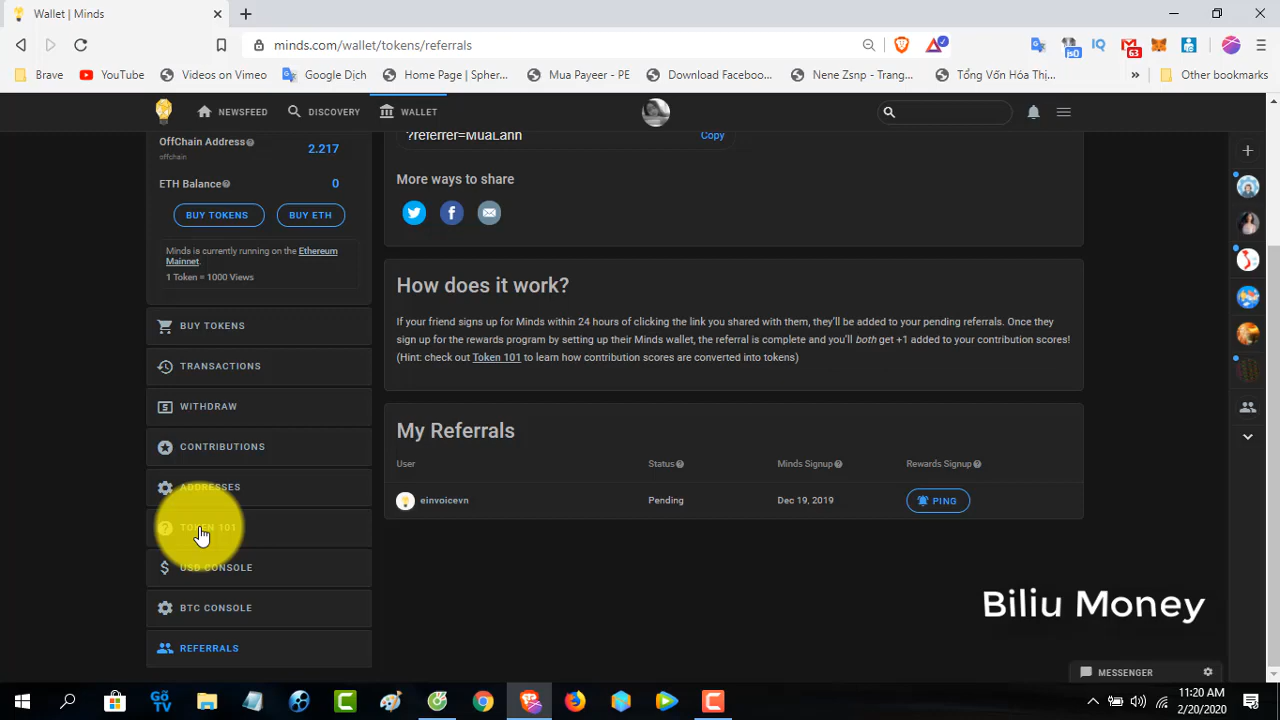 Wallet | Minds
minds.com/wallet/tokens/referrals
63
Brave
YouTube
Videos on Vimeo
Google Dịch
Home Page | Spher...
Mua Payeer - PE
Download Faceboo...
Nene Zsnp - Trang...
Tổng Vốn Hóa Thị...
Other bookmarks
NEWSFEED
DISCOVERY
WALLET
OffChain Address
offchain
2.217
ETH Balance
0
BUY TOKENS
BUY ETH
Minds is currently running on the Ethereum
Mainnet.
1 Token = 1000 Views
BUY TOKENS
TRANSACTIONS
WITHDRAW
CONTRIBUTIONS
ADDRESSES
TOKEN 101
USD CONSOLE
BTC CONSOLE
REFERRALS
?referrer=MuaLanh
Copy
More ways to share
How does it work?
If your friend signs up for Minds within 24 hours of clicking the link you shared with them, they'll be added to your pending referrals. Once they
sign up for the rewards program by setting up their Minds wallet, the referral is complete and you'll both get +1 added to your contribution scores!
(Hint: check out Token 101 to learn how contribution scores are converted into tokens)
My Referrals
User
Status
Minds Signup
Rewards Signup
einvoicevn
Pending
Dec 19, 2019
PING
Biliu Money
MESSENGER
GõTV
11:20 AM
2/20/2020